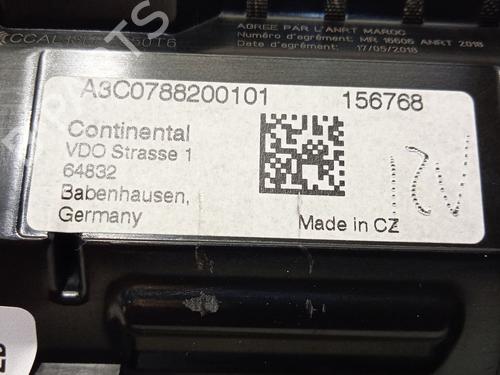 AGREE PAR L'ANRT MAROC
Numéro d'agrément: MR 16605 ANRT 2018
Date d'agrément: 17/05/2018
A3C0788200101 156768
Continental
VDO Strasse 1
64832
Babenhausen,
Germany
Made in CZ